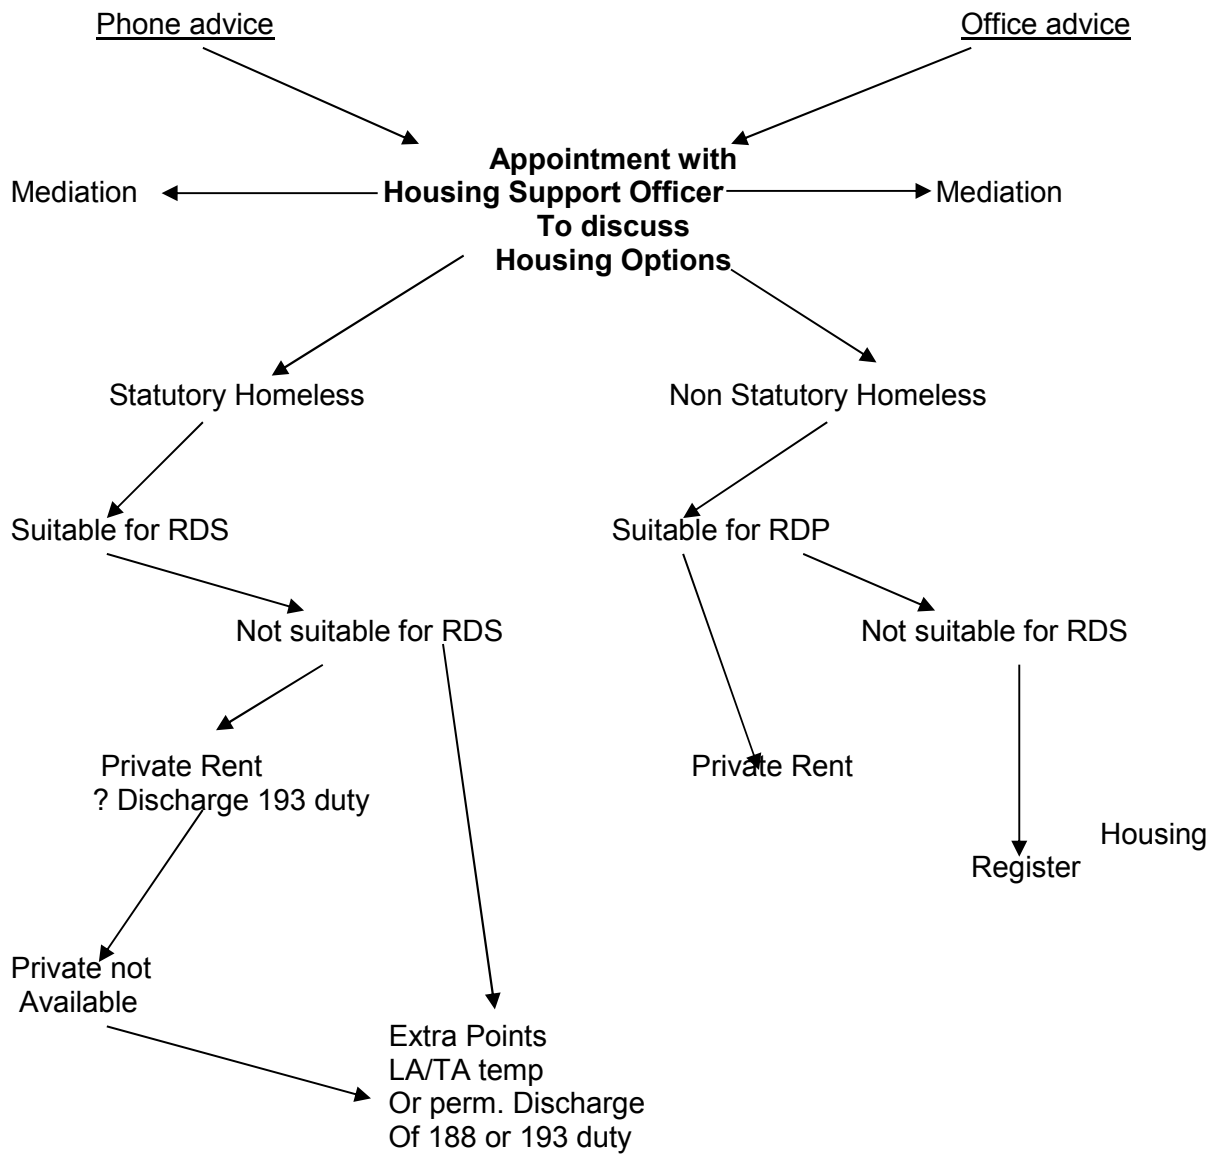 Phone advice
Office advice
Appointment with
Mediation
Housing Support Officer
Mediation
To discuss
Housing Options
Statutory Homeless
Non Statutory Homeless
Suitable for RDS
Suitable for RDP
Not suitable for RDS
Not suitable for RDS
Private Rent
? Discharge 193 duty
Private Rent
Housing
Register
Private not
Available
Extra Points
LA/TA temp
Or perm. Discharge
Of 188 or 193 duty